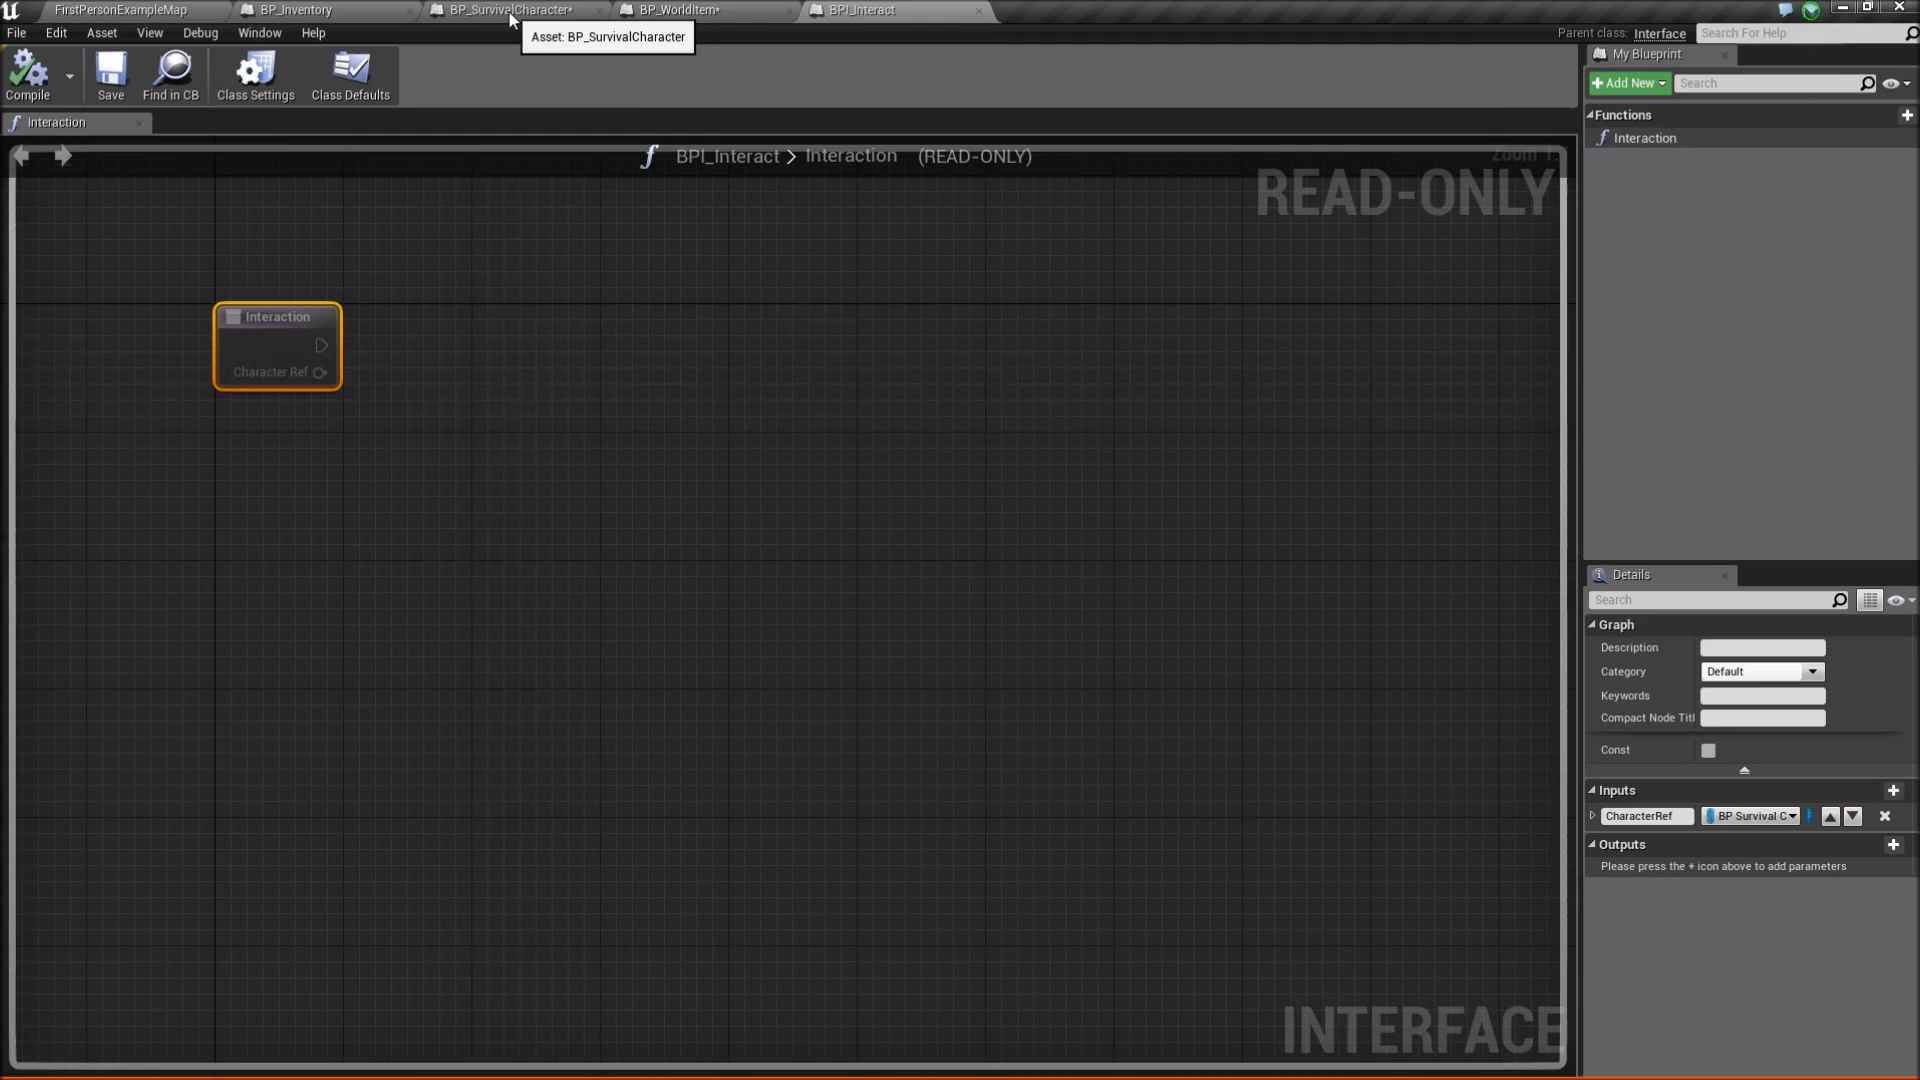 FirstPersonExampleMap
BP_Inventory
BP_SurvivalCharacter*
BP_WorldItem*
BPI_Interact
File Edit Asset View Debug Window Help
Parent class: Interface
Search For Help
Asset: BP_SurvivalCharacter
Compile
Save
Find in CB
Class Settings
Class Defaults
My Blueprint
+ Add New
Search
Functions
f Interaction
f Interaction
f BPI_Interact > Interaction (READ-ONLY)
READ-ONLY
Interaction
Character Ref
INTERFACE
Details
Search
Graph
Description
Category Default
Keywords
Compact Node Titl
Const
Inputs
CharacterRef BP Survival C
Outputs
Please press the + icon above to add parameters